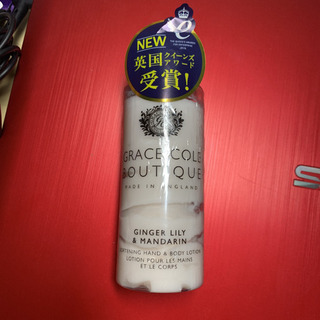 NEW
英国クイーンズアワード
受賞!
GRACE COLE
BOUTIQUE
MADE IN ENGLAND
GINGER LILY
& MANDARIN
SOFTENING HAND & BODY LOTION
LOTION POUR LES MAINS
ET LE CORPS